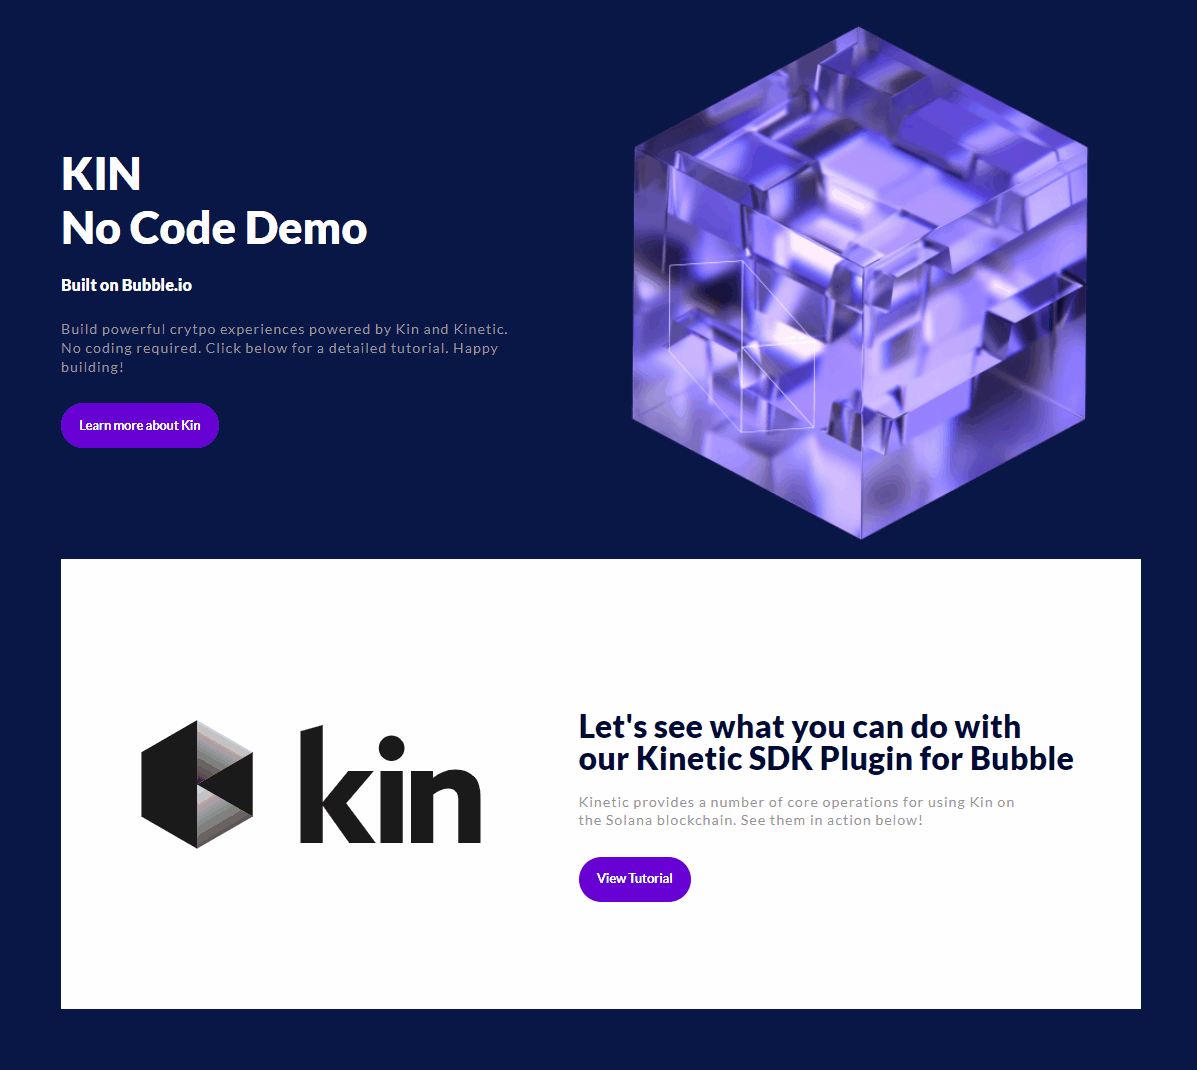 KIN
No Code Demo
Built on Bubble.io
Build powerful crytpo experiences powered by Kin and Kinetic.
No coding required. Click below for a detailed tutorial. Happy
building!
Learn more about Kin
kin
Let's see what you can do with
our Kinetic SDK Plugin for Bubble
Kinetic provides a number of core operations for using Kin on
the Solana blockchain. See them in action below!
View Tutorial